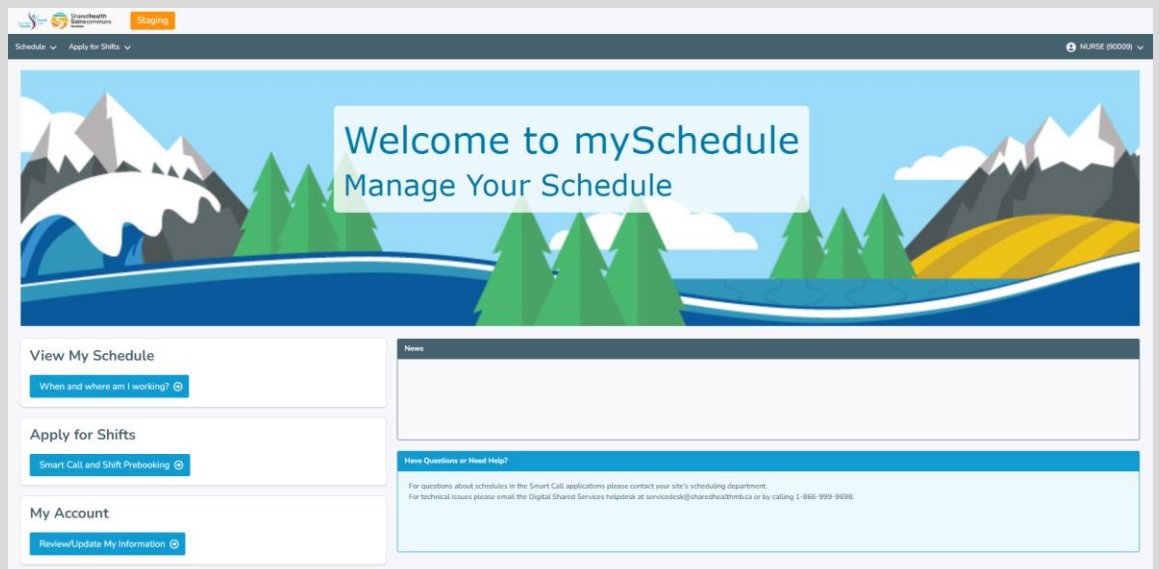 Sharedhealth
Soinscommuns
Staging
Schedule
Apply for Shifts
NURSE (90009)
Welcome to mySchedule
Manage Your Schedule
View My Schedule
When and where am I working?
Apply for Shifts
Smart Call and Shift Prebooking
My Account
Review/Update My Information
News
Have Questions or Need Help?
For questions about schedules in the Smart Call applications please contact your site's scheduling department.
For technical issues please email the Digital Shared Services helpdesk at servicedesk@sharedhealthmb.ca or by calling 1-866-999-9698.